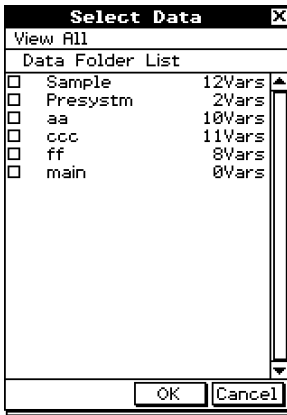 Select Data X
View All
Data Folder List
Sample 12Vars
Presystm 2Vars
aa 10Vars
ccc 11Vars
ff 8Vars
main 0Vars
OK Cancel